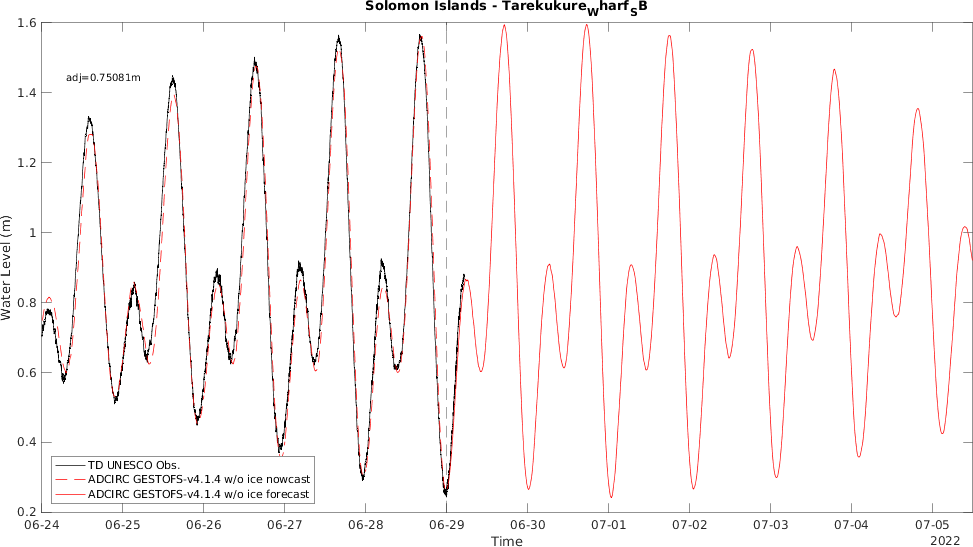 Solomon Islands - TarekukureWharfSB
adj=0.75081m
Water Level (m)
1.6
1.4
1.2
1
0.8
0.6
0.4
0.2
TD UNESCO Obs.
ADCIRC GESTOFS-v4.1.4 w/o ice nowcast
ADCIRC GESTOFS-v4.1.4 w/o ice forecast
06-24 06-25 06-26 06-27 06-28 06-29 06-30 07-01 07-02 07-03 07-04 07-05
Time
2022